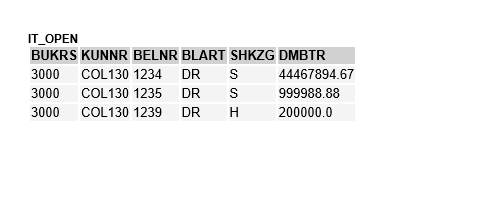 IT_OPEN
BUKRS KUNNR BELNR BLART SHKZG DMBTR
3000 COL130 1234 DR S 44467894.67
3000 COL130 1235 DR S 999988.88
3000 COL130 1239 DR H 200000.0